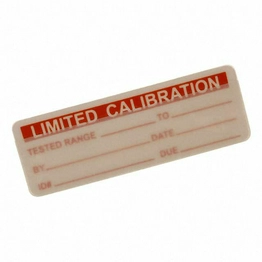 LIMITED CALIBRATION
TESTED RANGE TO
BY DATE
ID# DUE